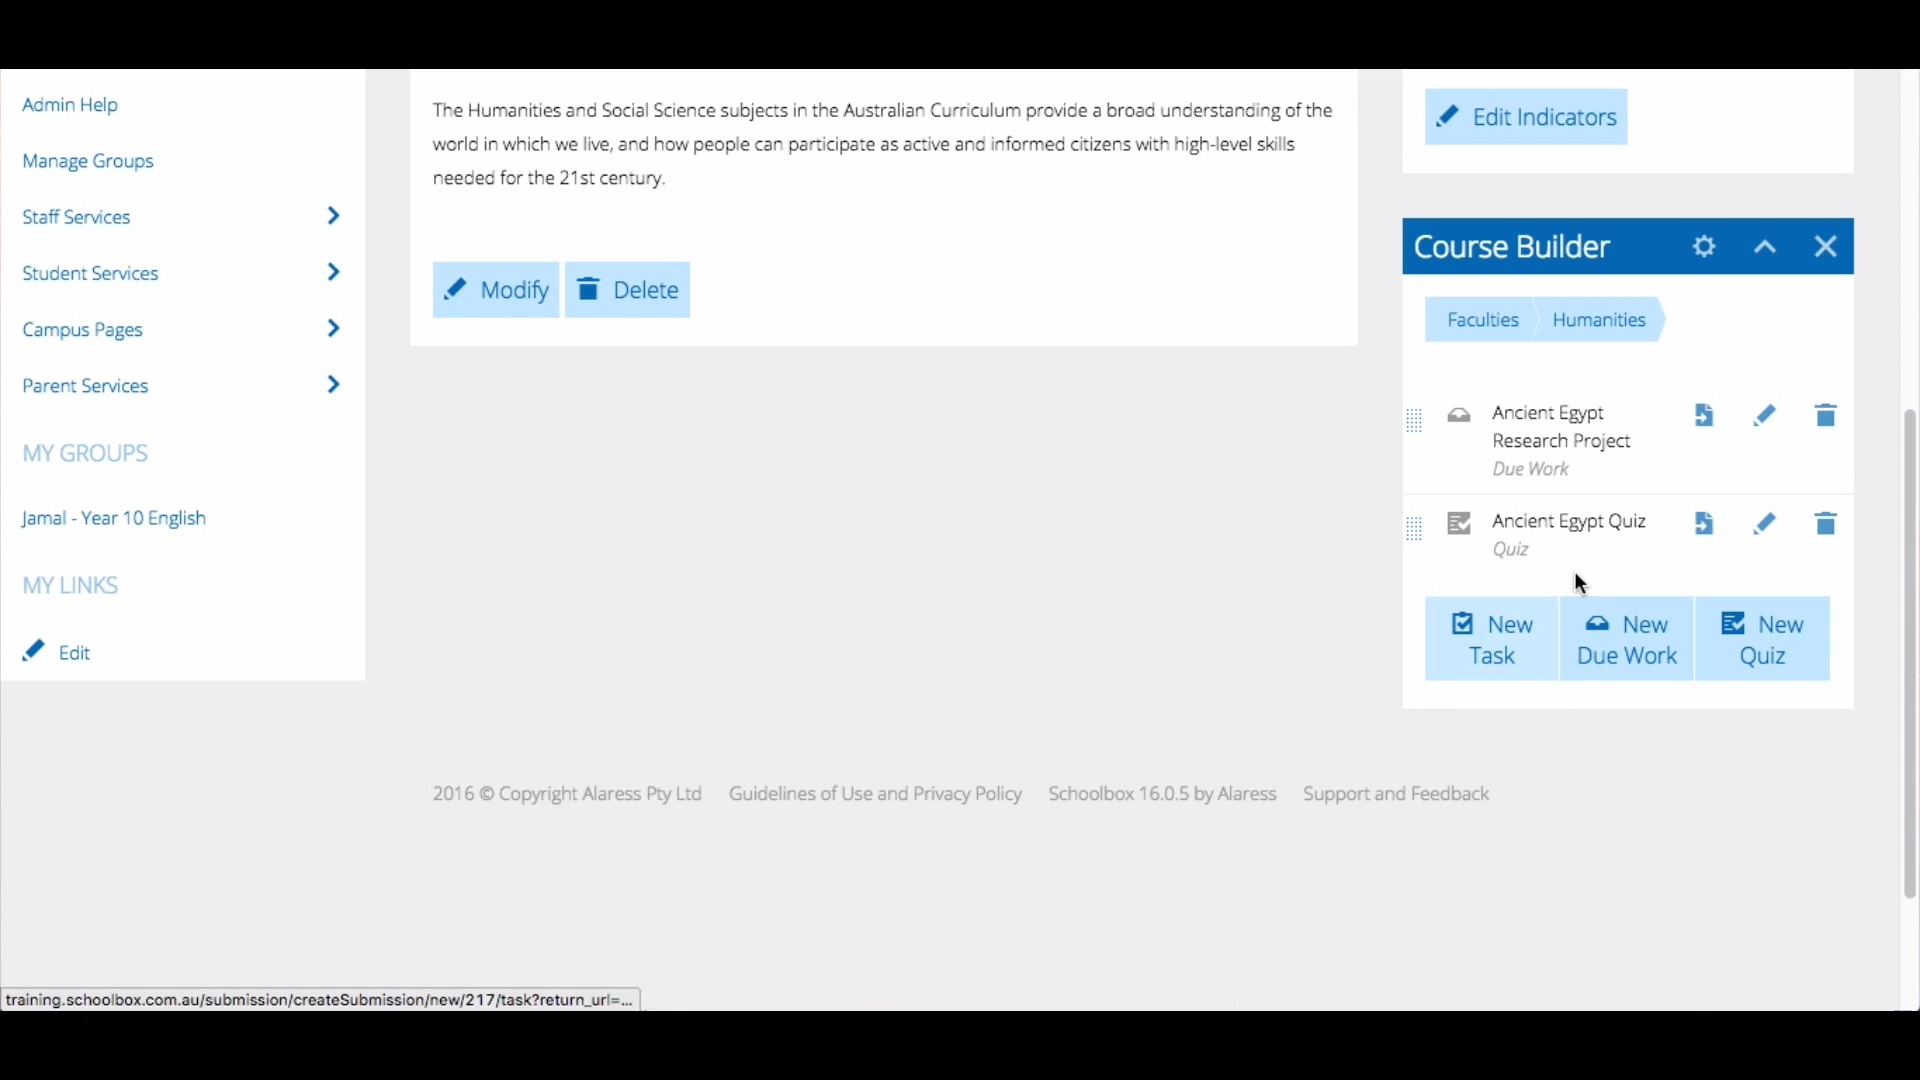 Admin Help
Manage Groups
Staff Services
Student Services
Campus Pages
Parent Services
MY GROUPS
Jamal - Year 10 English
MY LINKS
Edit
The Humanities and Social Science subjects in the Australian Curriculum provide a broad understanding of the
world in which we live, and how people can participate as active and informed citizens with high-level skills
needed for the 21st century.
Modify
Delete
Edit Indicators
Course Builder
Faculties
Humanities
Ancient Egypt
Research Project
Due Work
Ancient Egypt Quiz
Quiz
New
Task
New
Due Work
New
Quiz
2016 © Copyright Alaress Pty Ltd
Guidelines of Use and Privacy Policy
Schoolbox 16.0.5 by Alaress
Support and Feedback
training.schoolbox.com.au/submission/createSubmission/new/217/task?return_url=...